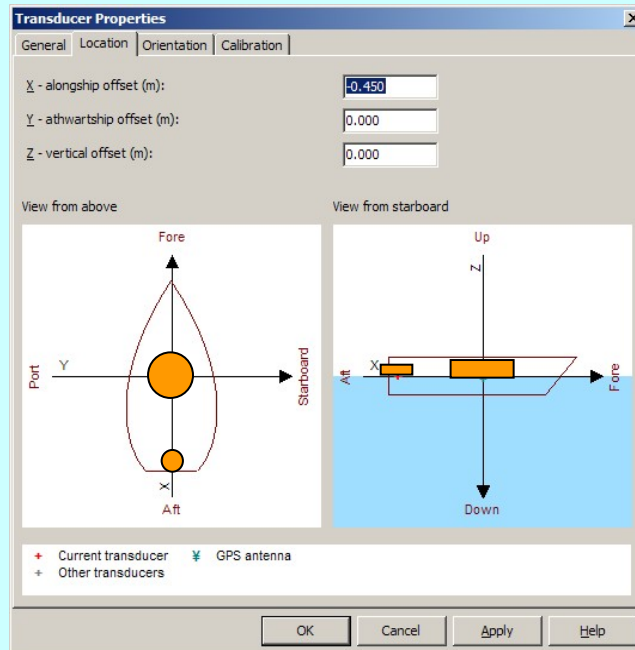 Transducer Properties
General Location Orientation Calibration
X - alongship offset (m): -0.450
Y - athwartship offset (m): 0.000
Z - vertical offset (m): 0.000
View from above View from starboard
Fore
Port
Y
Starboard
X
Aft
Up
Z
Aft
X
Fore
Down
+ Current transducer ¥ GPS antenna
+ Other transducers
OK Cancel Apply Help